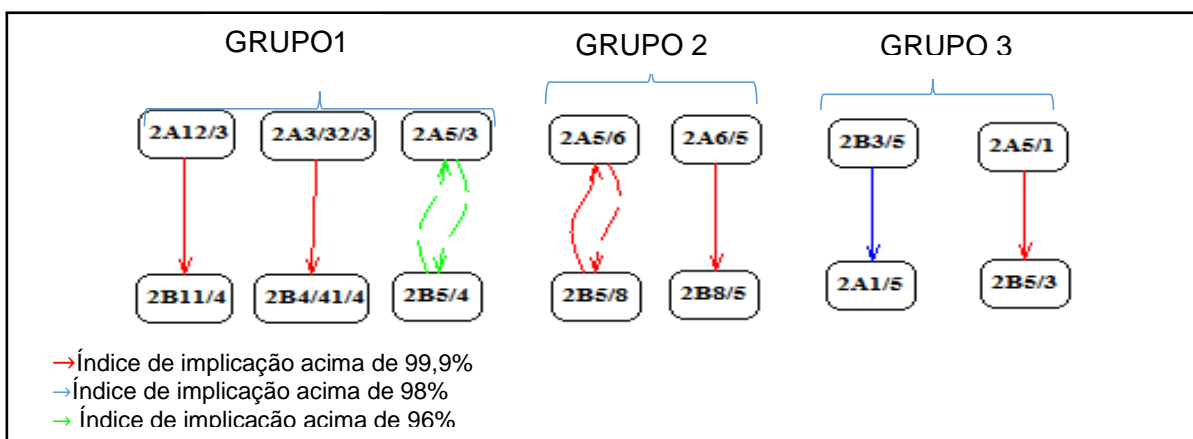 GRUPO1
GRUPO 2
GRUPO 3
2A12/3
2A3/32/3
2A5/3
2A5/6
2A6/5
2B3/5
2A5/1
2B11/4
2B4/41/4
2B5/4
2B5/8
2B8/5
2A1/5
2B5/3
→Índice de implicação acima de 99,9%
→Índice de implicação acima de 98%
→ Índice de implicação acima de 96%